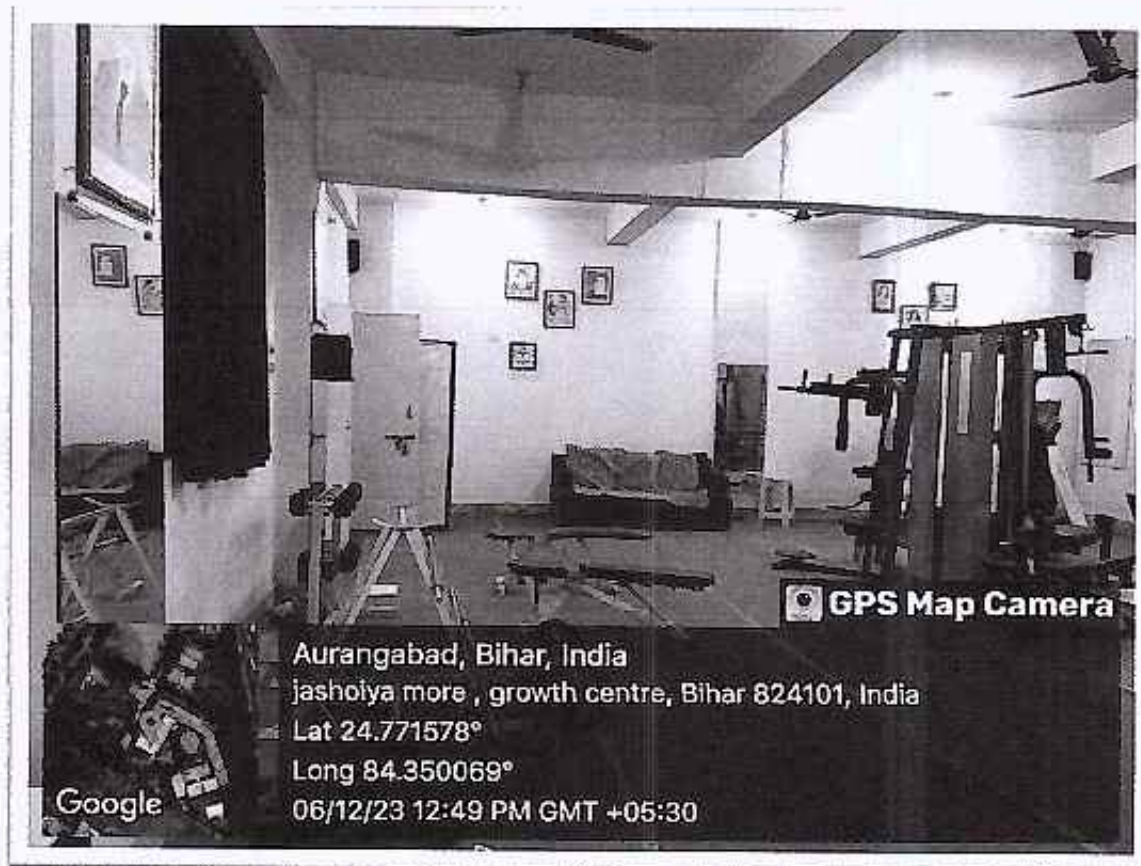 GPS Map Camera
Aurangabad, Bihar, India
jashoiya more , growth centre, Bihar 824101, India
Lat 24.771578°
Long 84.350069°
06/12/23 12:49 PM GMT +05:30
Google